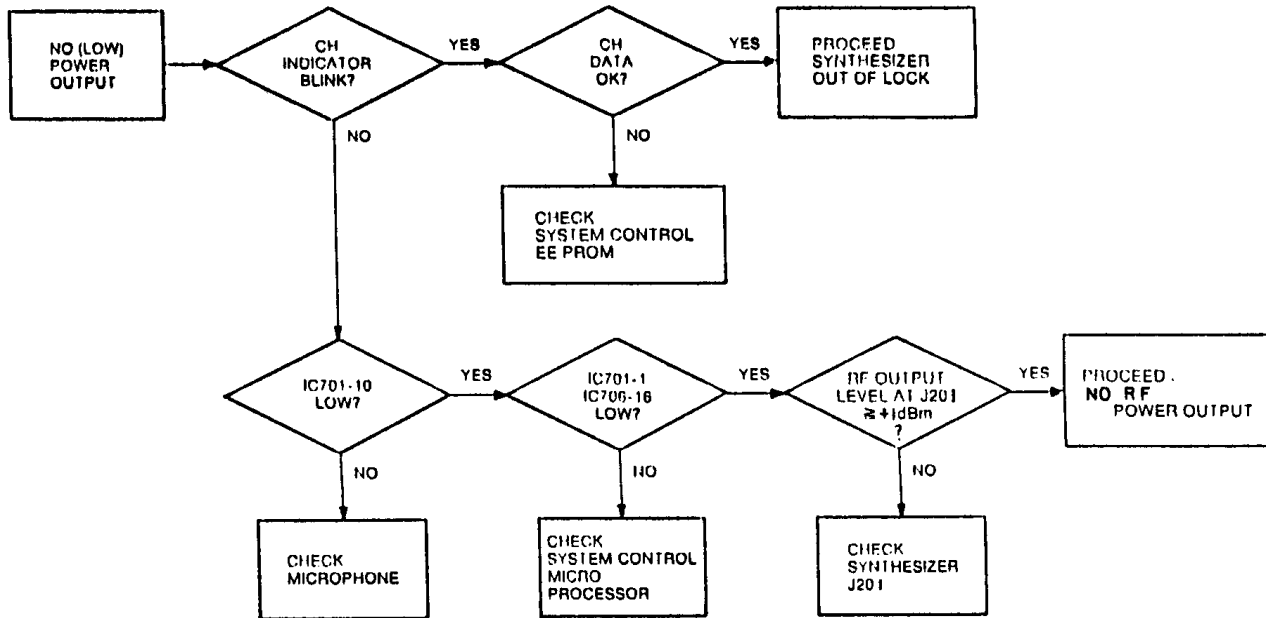 NO (LOW)
POWER
OUTPUT
CH
INDICATOR
BLINK?
YES
CH
DATA
OK?
YES
PROCEED
SYNTHESIZER
OUT OF LOCK
NO
NO
CHECK
SYSTEM CONTROL
EE PROM
IC701-10
LOW?
YES
IC701-1
IC706-16
LOW?
YES
RF OUTPUT
LEVEL AT J201
≧+1dBm
?
YES
PROCEED.
NO RF
POWER OUTPUT
NO
NO
NO
CHECK
MICROPHONE
CHECK
SYSTEM CONTROL
MICRO
PROCESSOR
CHECK
SYNTHESIZER
J201